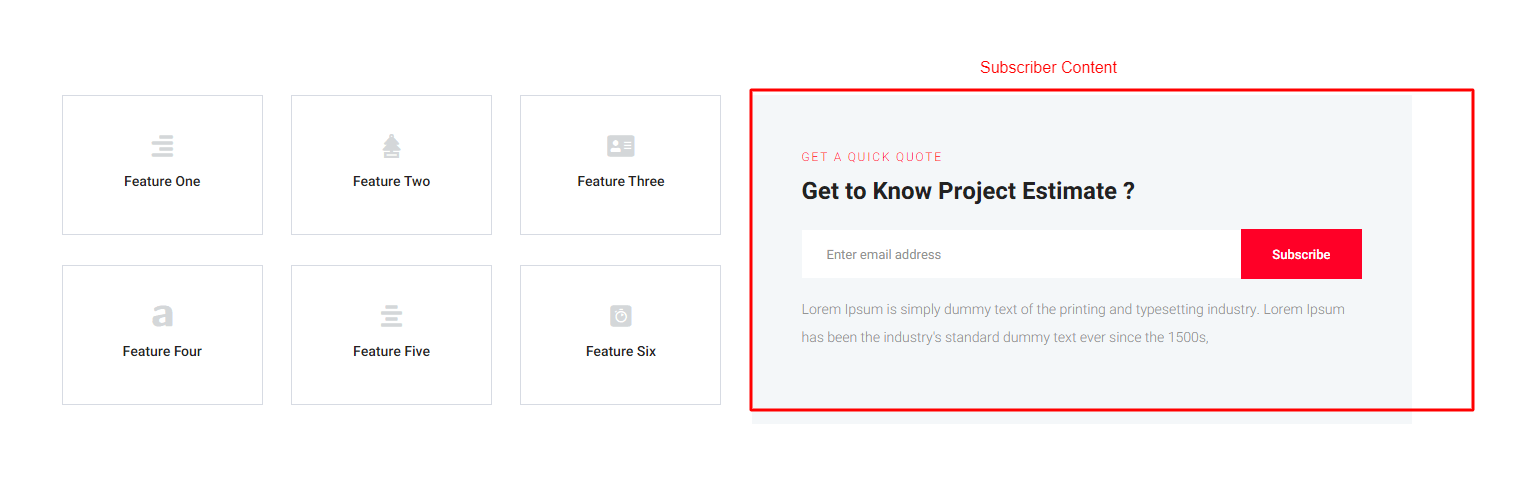 Subscriber Content
Feature One
Feature Two
Feature Three
Feature Four
Feature Five
Feature Six
GET A QUICK QUOTE
Get to Know Project Estimate ?
Enter email address
Subscribe
Lorem Ipsum is simply dummy text of the printing and typesetting industry. Lorem Ipsum
has been the industry's standard dummy text ever since the 1500s,